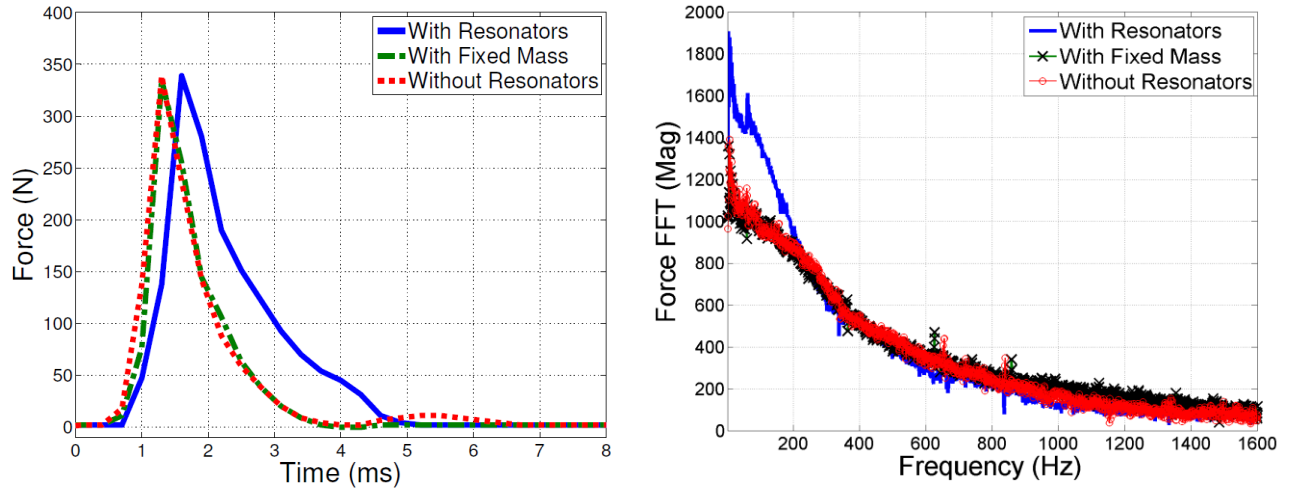 400
350
300
250
200
150
100
50
0
Force (N)
0 1 2 3 4 5 6 7 8
Time (ms)
With Resonators
With Fixed Mass
Without Resonators
2000
1800
1600
1400
1200
1000
800
600
400
200
0
Force FFT (Mag)
200 400 600 800 1000 1200 1400 1600
Frequency (Hz)
With Resonators
With Fixed Mass
Without Resonators